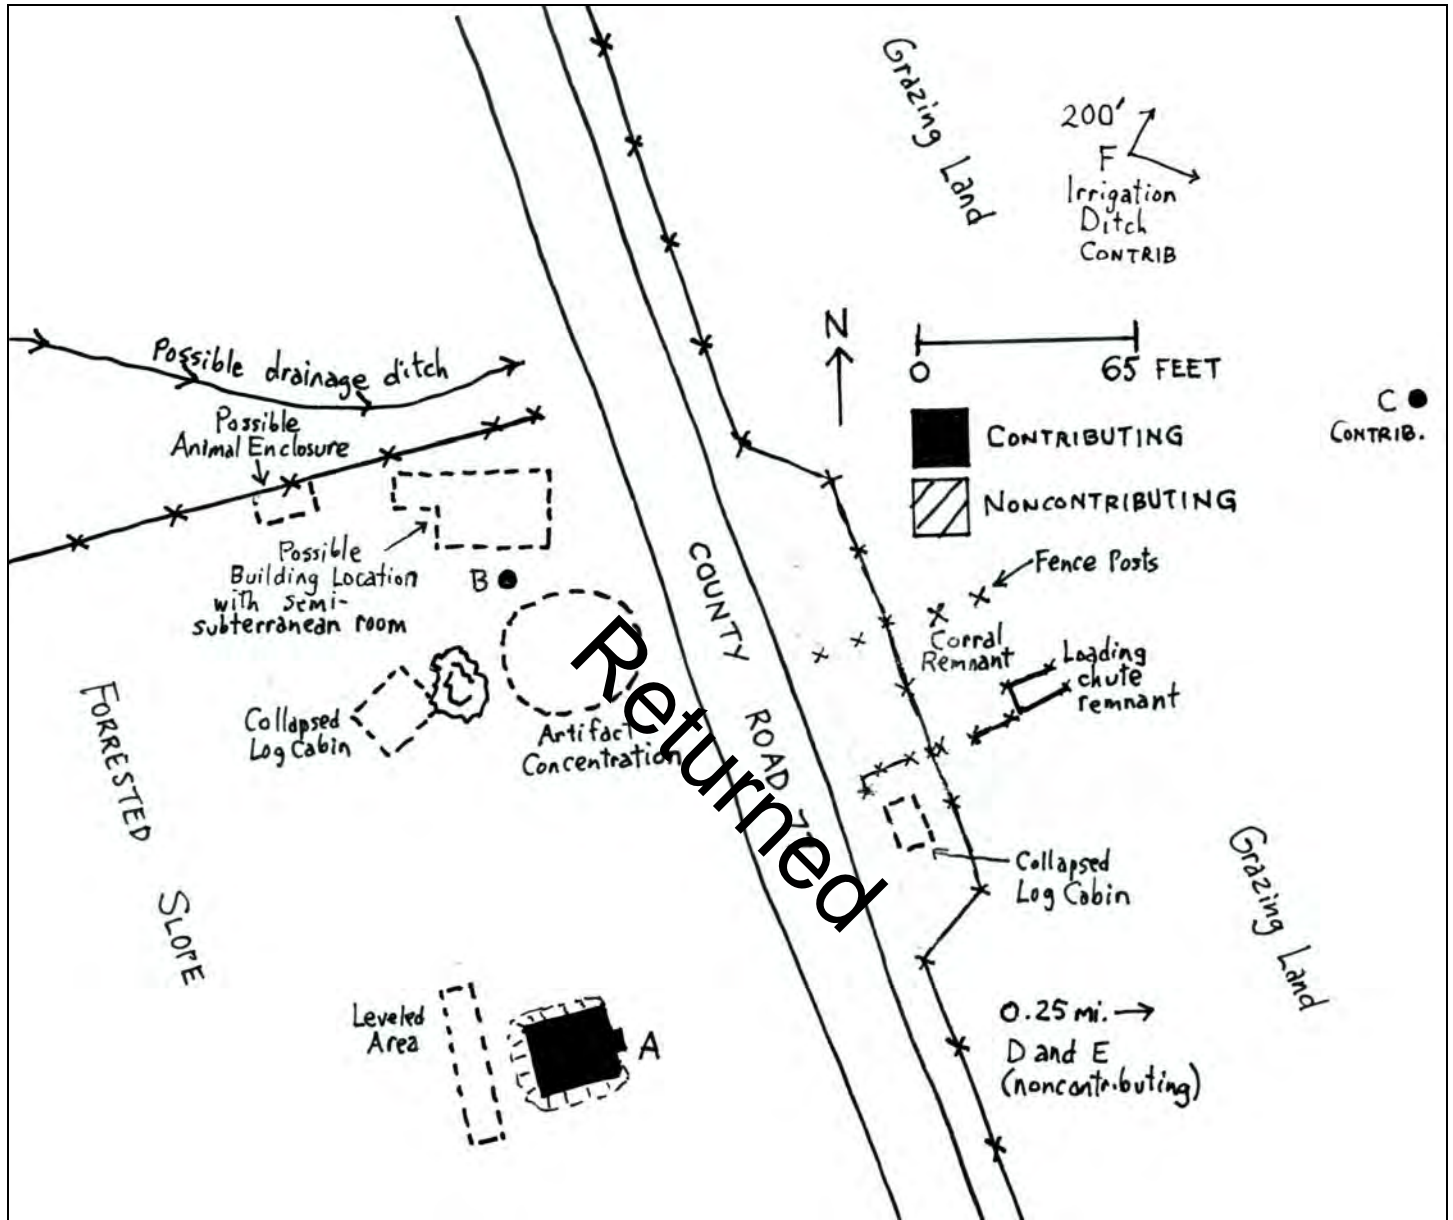 Grazing Land
200'
F
Irrigation
Ditch
CONTRIB
N
0
65 FEET
CONTRIBUTING
NONCONTRIBUTING
C
CONTRIB.
Possible drainage ditch
Possible
Animal Enclosure
Possible
Building Location
with semi-
subterranean room
B
Fence Posts
Corral
Remnant
Loading
chute
remnant
COUNTY
ROAD
Returned
Artifact
Concentration
Collapsed
Log Cabin
FORRESTED
SLOPE
Collapsed
Log Cabin
Grazing Land
Leveled
Area
A
0.25 mi.
D and E
(noncontributing)